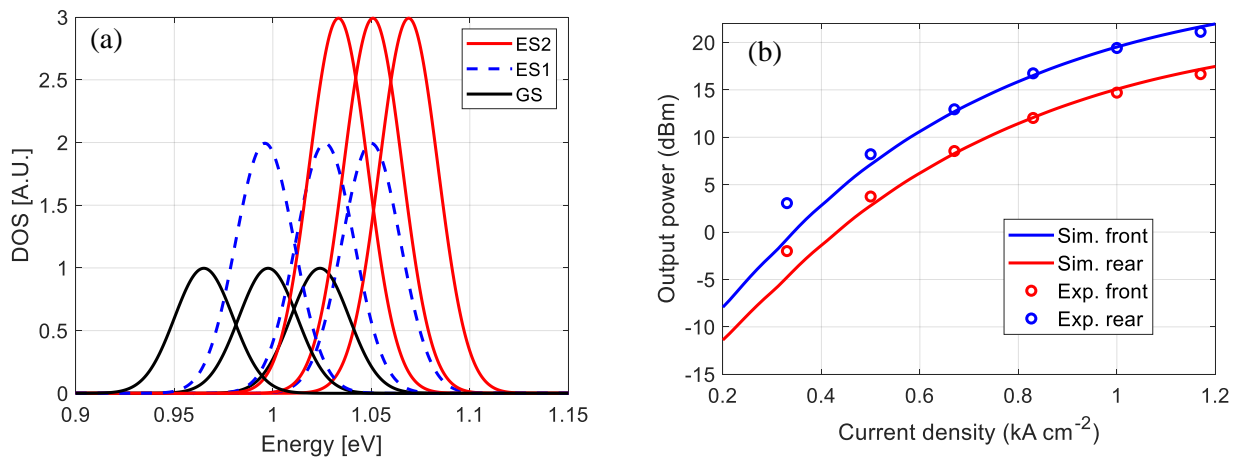 (a)
ES2
ES1
GS
3
2.5
2
1.5
1
0.5
0
0.9
0.95
1
1.05
1.1
1.15
DOS [A.U.]
Energy [eV]
(b)
20
15
10
5
0
-5
-10
-15
0.2
0.4
0.6
0.8
1
1.2
Output power (dBm)
Current density (kA cm-2)
Sim. front
Sim. rear
Exp. front
Exp. rear